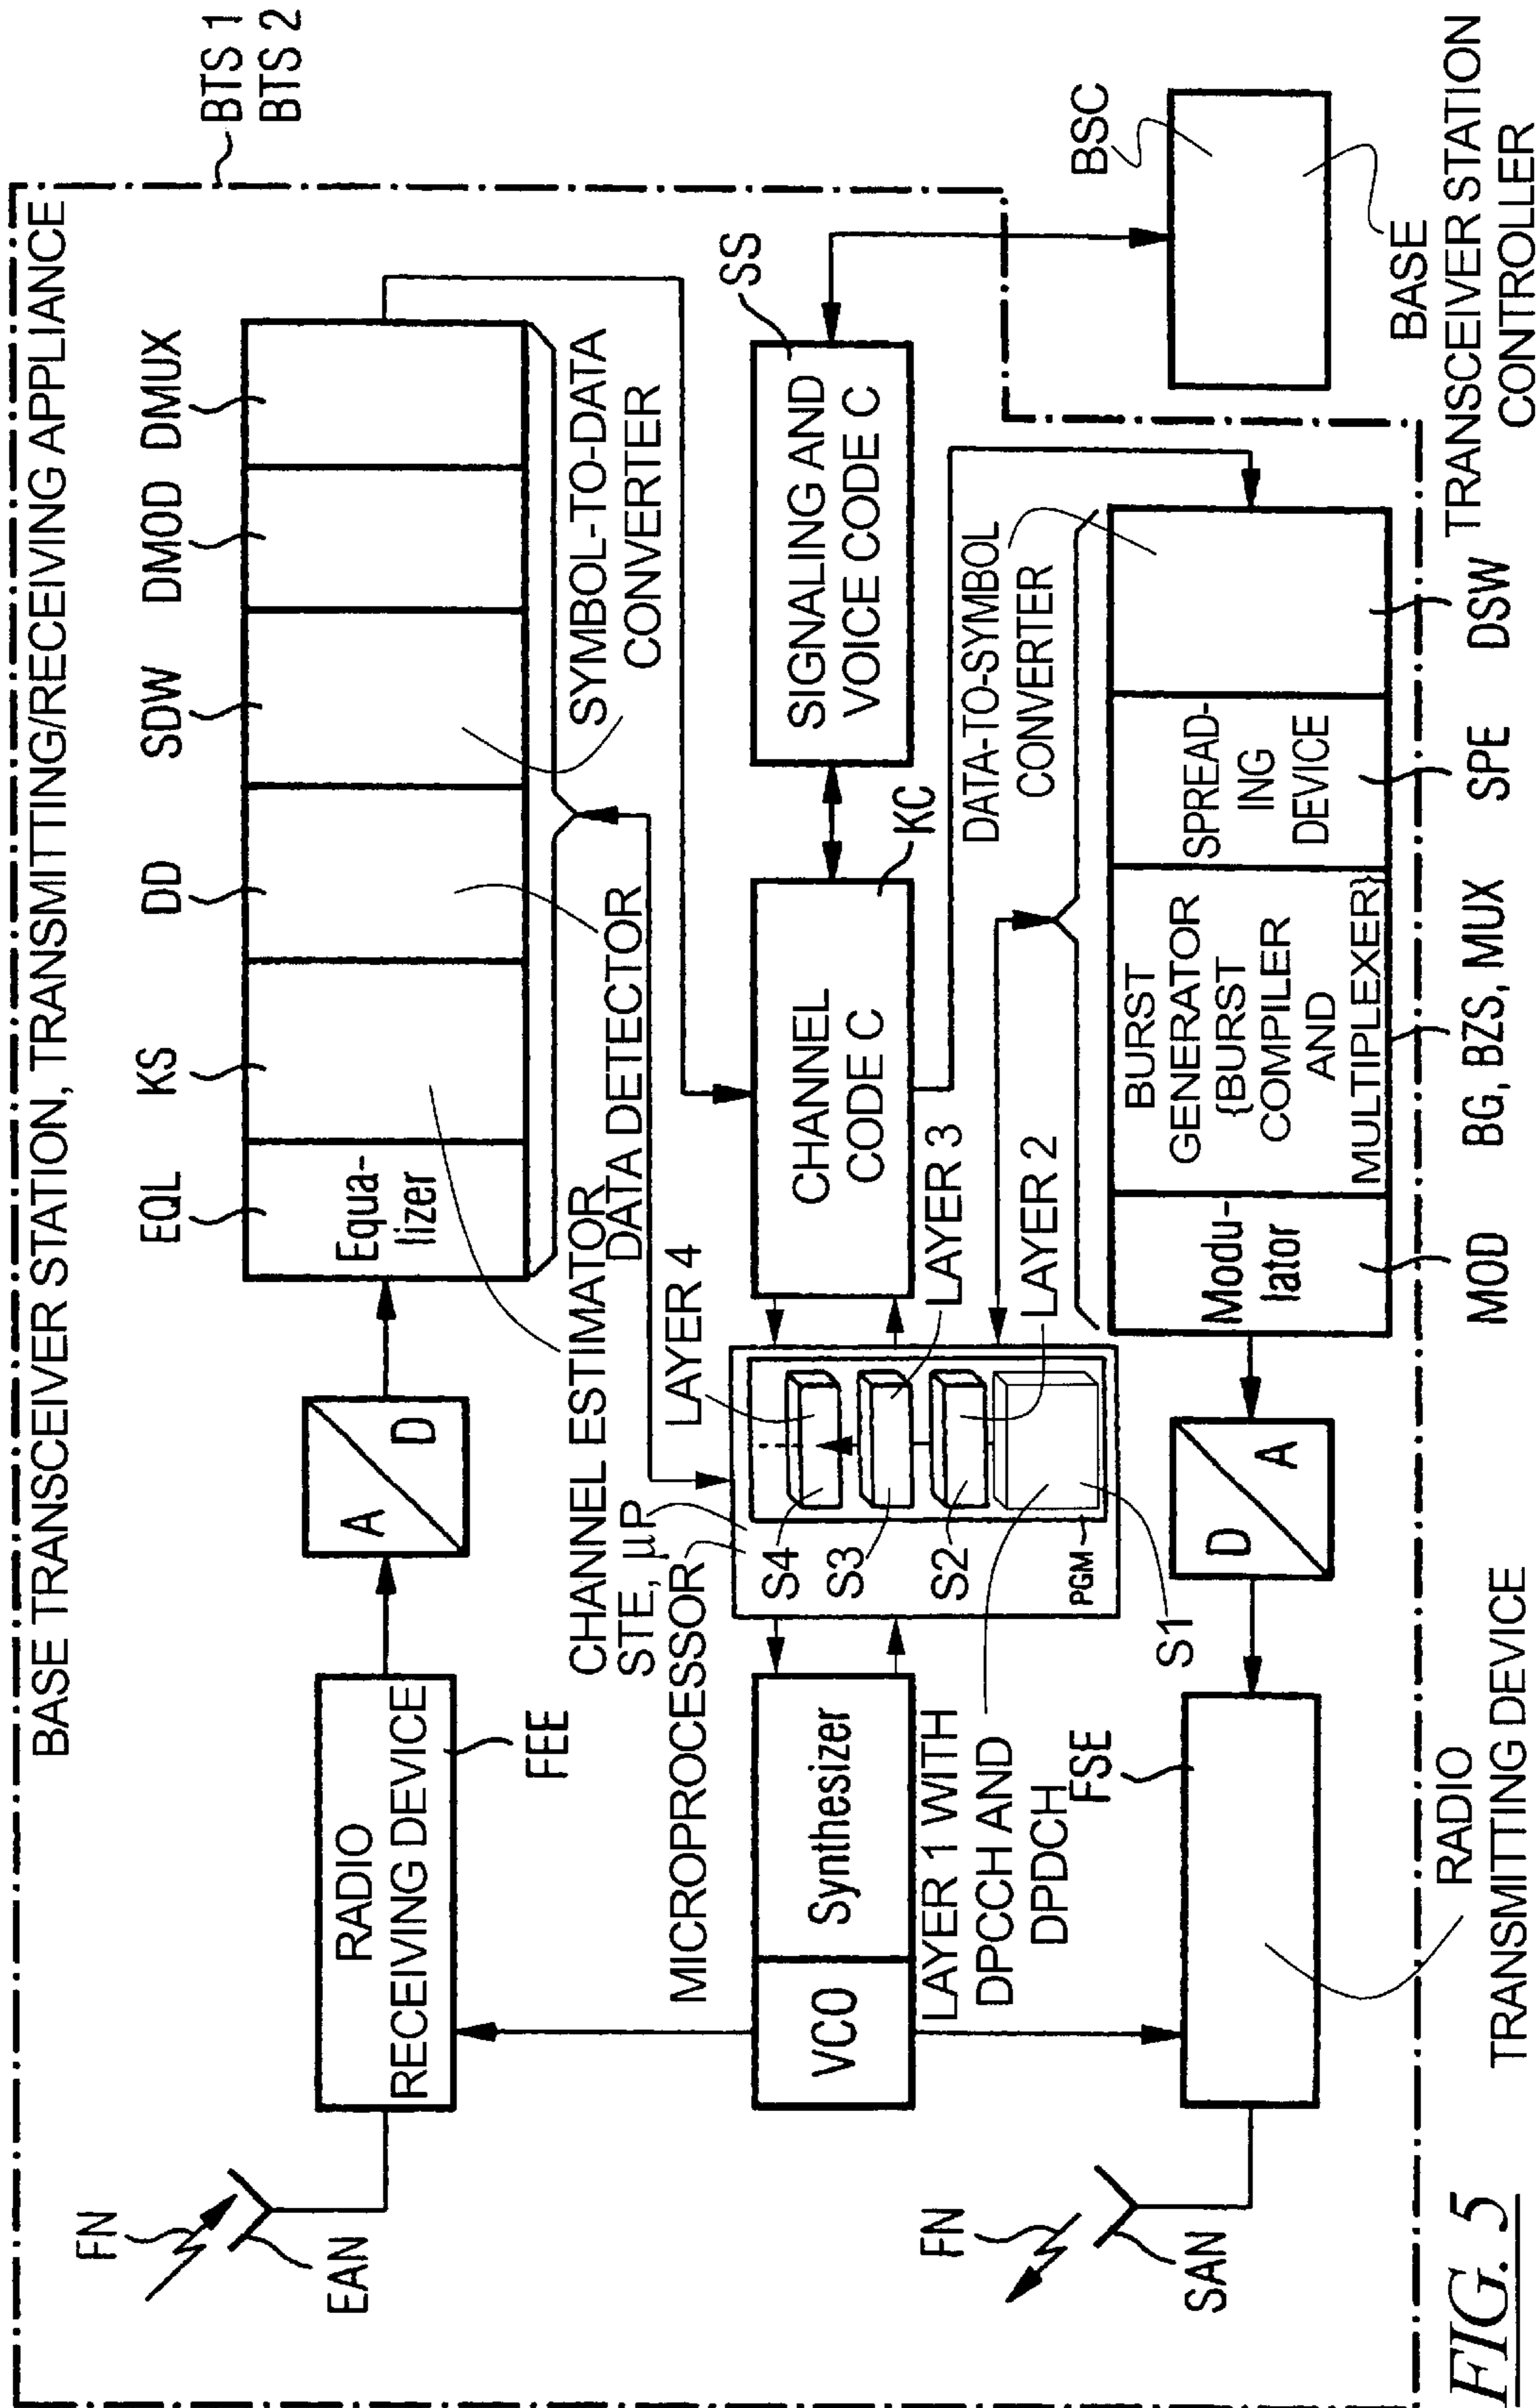 BASE TRANSCEIVER STATION, TRANSMITTING/RECEIVING APPLIANCE
BTS 1
BTS 2
FN
EAN
RADIO
RECEIVING DEVICE
FEE
A
D
EQL
KS
DD
SDW
DMOD
DMUX
Equa-
lizer
CHANNEL ESTIMATOR
DATA DETECTOR
SYMBOL-TO-DATA
CONVERTER
STE, µP
MICROPROCESSOR
LAYER 4
VCO
Synthesizer
S4
S3
S2
PGM
S1
CHANNEL
CODE C
KC
SIGNALING AND
VOICE CODE C
SS
LAYER 3
LAYER 2
LAYER 1 WITH
DPCCH AND
DPDCH
DATA-TO-SYMBOL
CONVERTER
BSC
BASE
TRANSCEIVER STATION
CONTROLLER
FN
SAN
FSE
RADIO
TRANSMITTING DEVICE
D
A
Modu-
lator
BURST
GENERATOR
{BURST
COMPILER
AND
MULTIPLEXER}
SPREAD-
ING
DEVICE
MOD
BG, BZS, MUX
SPE
DSW
FIG. 5